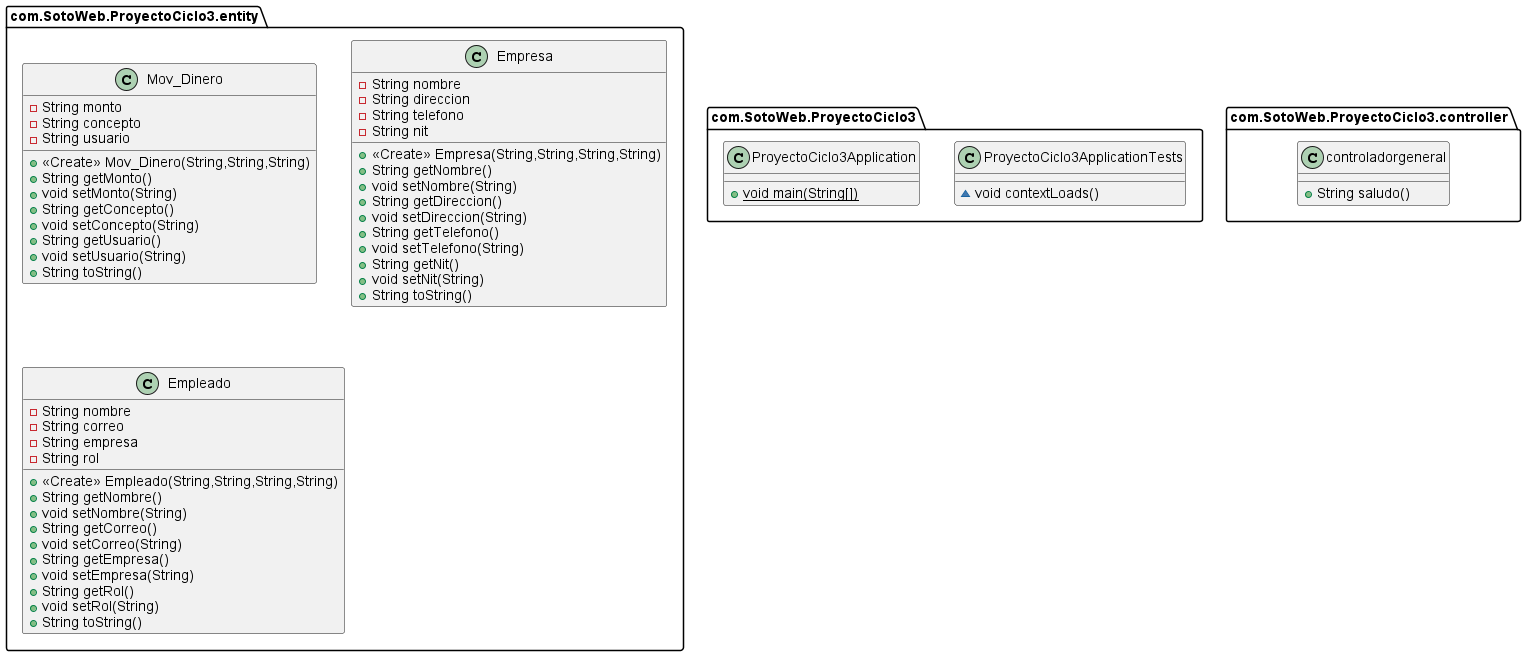 com.SotoWeb.ProyectoCiclo3.entity
Mov_Dinero
String monto
String concepto
String usuario
«Create» Mov_Dinero(String,String,String)
String getMonto()
void setMonto(String)
String getConcepto()
void setConcepto(String)
String getUsuario()
void setUsuario(String)
String toString()
Empresa
String nombre
String direccion
String telefono
String nit
«Create» Empresa(String,String,String,String)
String getNombre()
void setNombre(String)
String getDireccion()
void setDireccion(String)
String getTelefono()
void setTelefono(String)
String getNit()
void setNit(String)
String toString()
Empleado
String nombre
String correo
String empresa
String rol
«Create» Empleado(String,String,String,String)
String getNombre()
void setNombre(String)
String getCorreo()
void setCorreo(String)
String getEmpresa()
void setEmpresa(String)
String getRol()
void setRol(String)
String toString()
com.SotoWeb.ProyectoCiclo3
ProyectoCiclo3Application
void main(String[])
ProyectoCiclo3ApplicationTests
void contextLoads()
com.SotoWeb.ProyectoCiclo3.controller
controladorgeneral
String saludo()